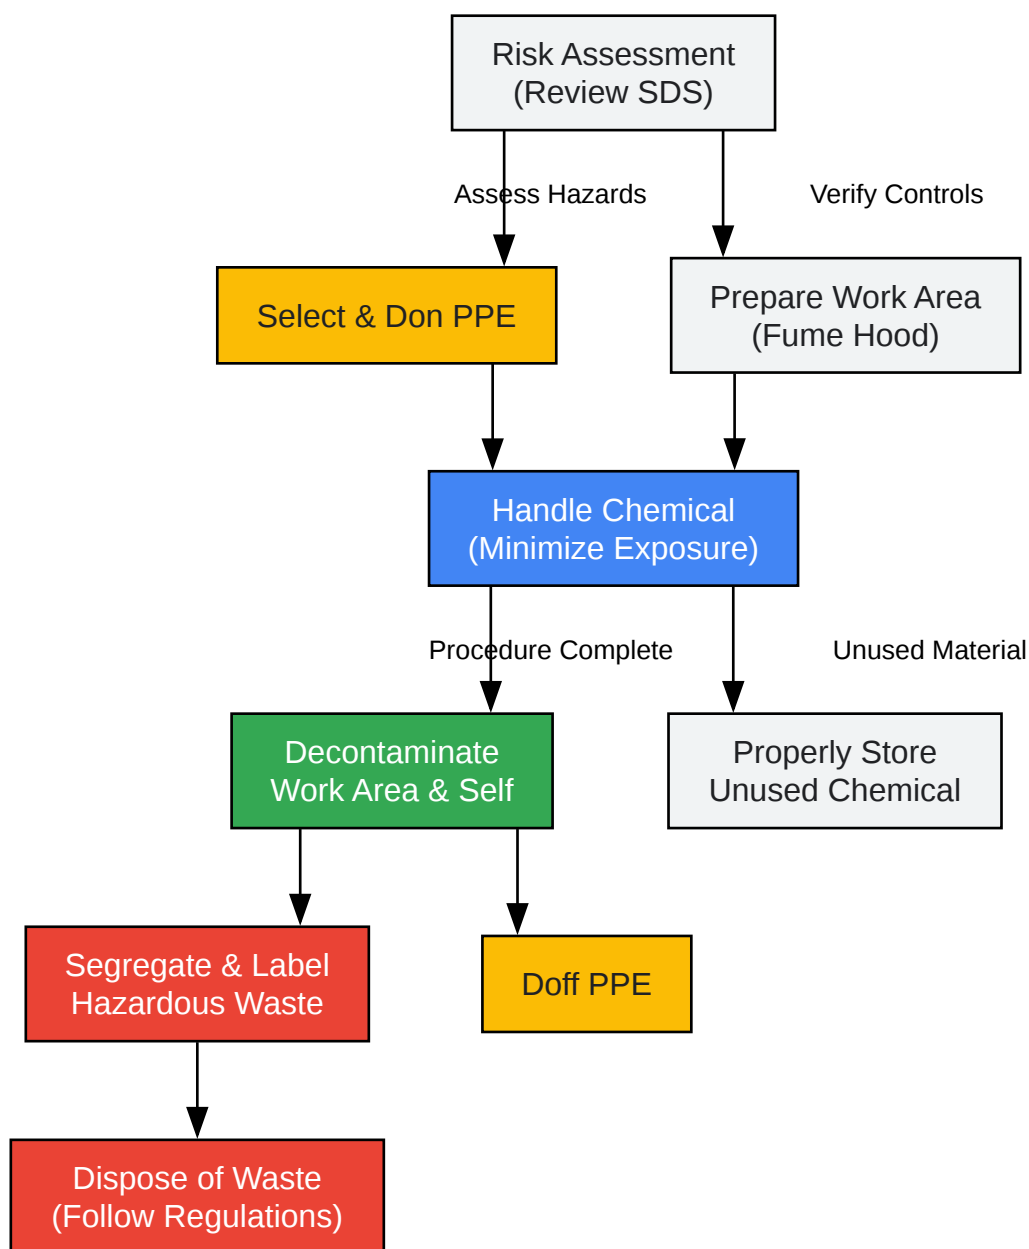 Risk Assessment
(Review SDS)
Assess Hazards
Verify Controls
Select & Don PPE
Prepare Work Area
(Fume Hood)
Handle Chemical
(Minimize Exposure)
Procedure Complete
Unused Material
Decontaminate
Work Area & Self
Properly Store
Unused Chemical
Segregate & Label
Hazardous Waste
Doff PPE
Dispose of Waste
(Follow Regulations)